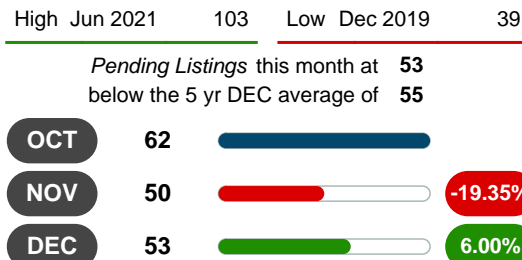 High Jun 2021 103 Low Dec 2019 39
Pending Listings this month at 53
below the 5 yr DEC average of 55
OCT 62
NOV 50 -19.35%
DEC 53 6.00%